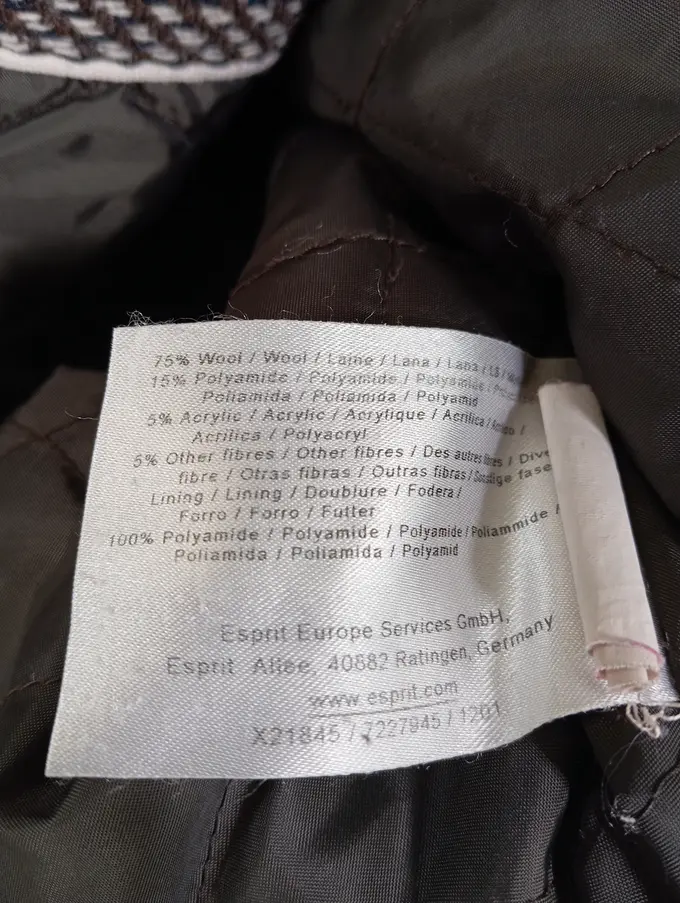 75% Wool / Wool / Laine / Lana / Lana /
15% Polyamide / Polyamide / Polyamide /
Poliamida / Poliamida / Polyamid
5% Acrylic / Acrylic / Acrylique / Acrilica /
Acrilica / Polyacryl
5% Other fibres / Other fibres / Des autres fibres / Dive
fibre / Otras fibras / Outras fibras / Sonstige fase
Lining / Lining / Doublure / Fodera /
Forro / Forro / Futter
100% Polyamide / Polyamide / Polyamide / Poliammide /
Poliamida / Poliamida / Polyamid
Esprit Europe Services GmbH,
Esprit Allee, 40882 Ratingen, Germany
www.esprit.com
X21845 / 7227945 / 1201